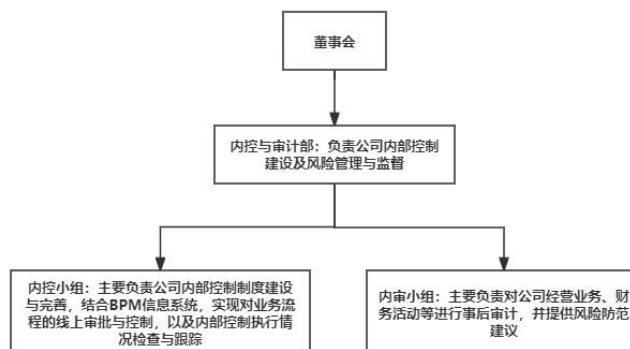 董事会
内控与审计部：负责公司内部控制
建设及风险管理与监督
内控小组：主要负责公司内部控制制度建设
与完善，结合BPM信息系统，实现对业务流
程的线上审批与控制，以及内部控制执行情
况检查与跟踪
内审小组：主要负责对公司经营业务、财
务活动等进行事后审计，并提供风险防范
建议